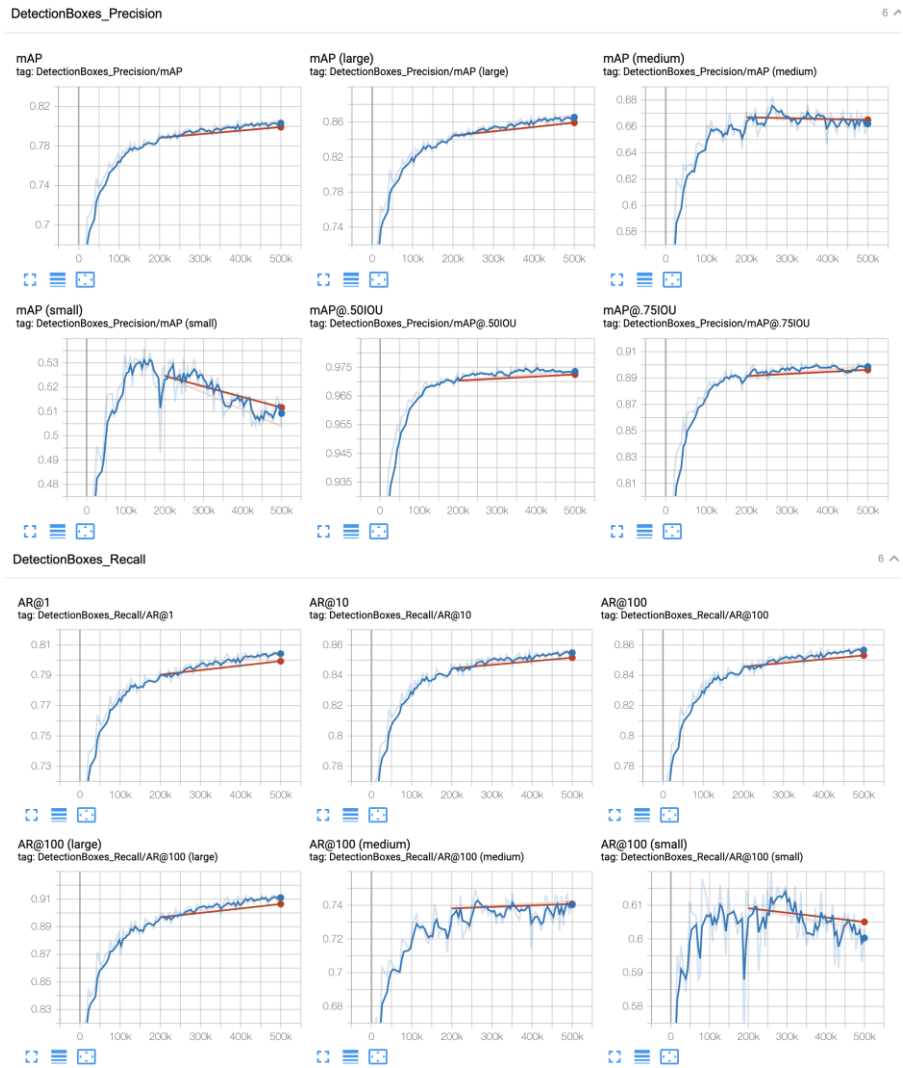 DetectionBoxes_Precision 6
mAP mAP (large) mAP (medium)
tag: DetectionBoxes_Precision/mAP tag: DetectionBoxes_Precision/mAP (large) tag: DetectionBoxes_Precision/mAP (medium)
0.82 0.86 0.68
0.78 0.82 0.66
0.74 0.78 0.64
0.7 0.74 0.62
0.6
0.58
0 100k 200k 300k 400k 500k 0 100k 200k 300k 400k 500k 0 100k 200k 300k 400k 500k
mAP (small) mAP@.50IOU mAP@.75IOU
tag: DetectionBoxes_Precision/mAP (small) tag: DetectionBoxes_Precision/mAP@.50IOU tag: DetectionBoxes_Precision/mAP@.75IOU
0.53 0.975 0.91
0.52 0.965 0.89
0.51 0.955 0.87
0.5 0.945 0.85
0.49 0.935 0.83
0.48 0.81
0 100k 200k 300k 400k 500k 0 100k 200k 300k 400k 500k 0 100k 200k 300k 400k 500k
DetectionBoxes_Recall 6
AR@1 AR@10 AR@100
tag: DetectionBoxes_Recall/AR@1 tag: DetectionBoxes_Recall/AR@10 tag: DetectionBoxes_Recall/AR@100
0.81 0.86 0.86
0.79 0.84 0.84
0.77 0.82 0.82
0.75 0.8 0.8
0.73 0.78 0.78
0 100k 200k 300k 400k 500k 0 100k 200k 300k 400k 500k 0 100k 200k 300k 400k 500k
AR@100 (large) AR@100 (medium) AR@100 (small)
tag: DetectionBoxes_Recall/AR@100 (large) tag: DetectionBoxes_Recall/AR@100 (medium) tag: DetectionBoxes_Recall/AR@100 (small)
0.91 0.74 0.61
0.89 0.72 0.6
0.87 0.7 0.59
0.85 0.68 0.58
0.83
0 100k 200k 300k 400k 500k 0 100k 200k 300k 400k 500k 0 100k 200k 300k 400k 500k